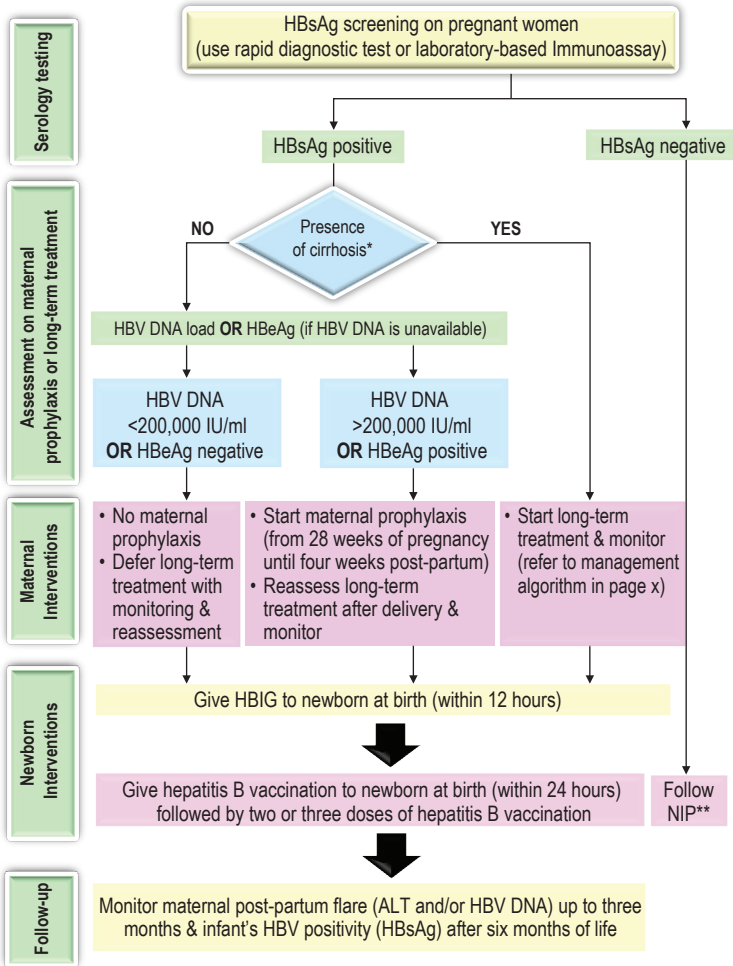 Serology testing
HBsAg screening on pregnant women
(use rapid diagnostic test or laboratory-based Immunoassay)
HBsAg positive
HBsAg negative
Assessment on maternal
prophylaxis or long-term treatment
NO
Presence
of cirrhosis*
YES
HBV DNA load OR HBeAg (if HBV DNA is unavailable)
HBV DNA
<200,000 IU/ml
OR HBeAg negative
HBV DNA
>200,000 IU/ml
OR HBeAg positive
Maternal
Interventions
• No maternal
prophylaxis
• Defer long-term
treatment with
monitoring &
reassessment
• Start maternal prophylaxis
(from 28 weeks of pregnancy
until four weeks post-partum)
• Reassess long-term
treatment after delivery &
monitor
• Start long-term
treatment & monitor
(refer to management
algorithm in page x)
Newborn
Interventions
Give HBIG to newborn at birth (within 12 hours)
Give hepatitis B vaccination to newborn at birth (within 24 hours)
followed by two or three doses of hepatitis B vaccination
Follow
NIP**
Follow-up
Monitor maternal post-partum flare (ALT and/or HBV DNA) up to three
months & infant's HBV positivity (HBsAg) after six months of life